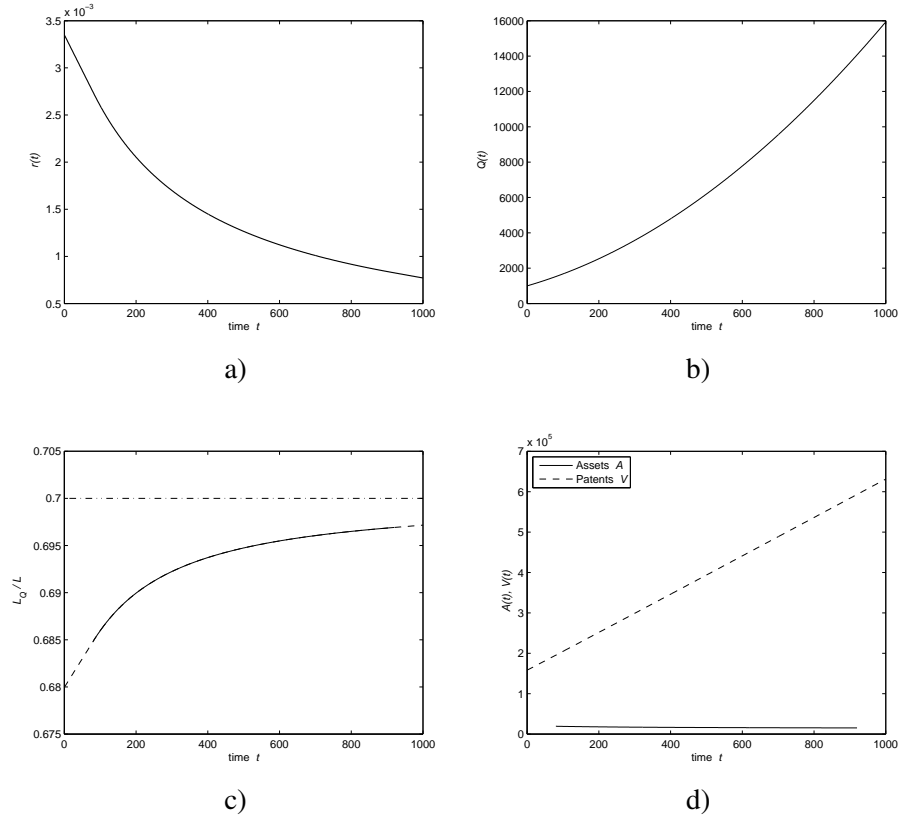 x 10⁻³
3.5
3
2.5
2
1.5
1
0.5
0 200 400 600 800 1000
r(t)
time t
a)
16000
14000
12000
10000
8000
6000
4000
2000
0
0 200 400 600 800 1000
Q(t)
time t
b)
0.705
0.7
0.695
0.69
0.685
0.68
0.675
0 200 400 600 800 1000
L_Q / L
time t
c)
x 10⁵
7
6
5
4
3
2
1
0
0 200 400 600 800 1000
A(t), V(t)
Assets A
Patents V
time t
d)